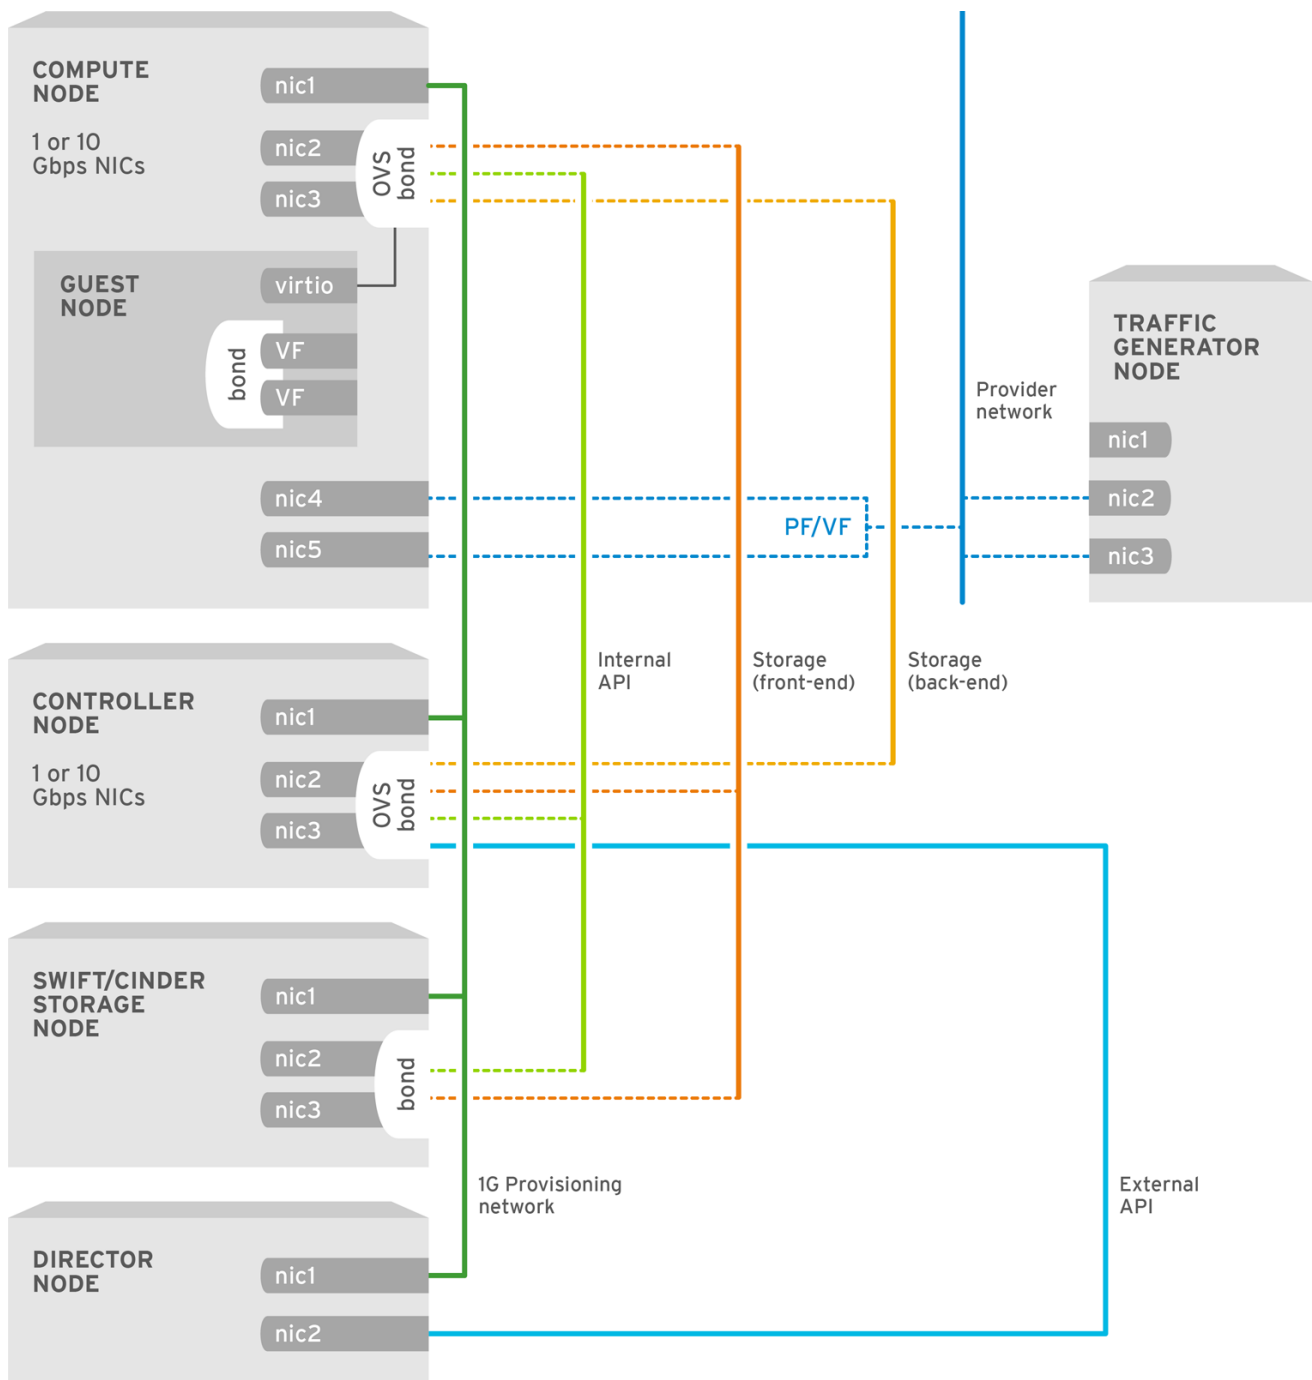 COMPUTE
NODE
1 or 10
Gbps NICs
nic1
nic2
nic3
OVS
bond
GUEST
NODE
virtio
bond
VF
VF
nic4
nic5
PF/VF
Provider
network
TRAFFIC
GENERATOR
NODE
nic1
nic2
nic3
Internal
API
Storage
(front-end)
Storage
(back-end)
CONTROLLER
NODE
1 or 10
Gbps NICs
nic1
nic2
nic3
OVS
bond
SWIFT/CINDER
STORAGE
NODE
nic1
nic2
nic3
bond
1G Provisioning
network
External
API
DIRECTOR
NODE
nic1
nic2